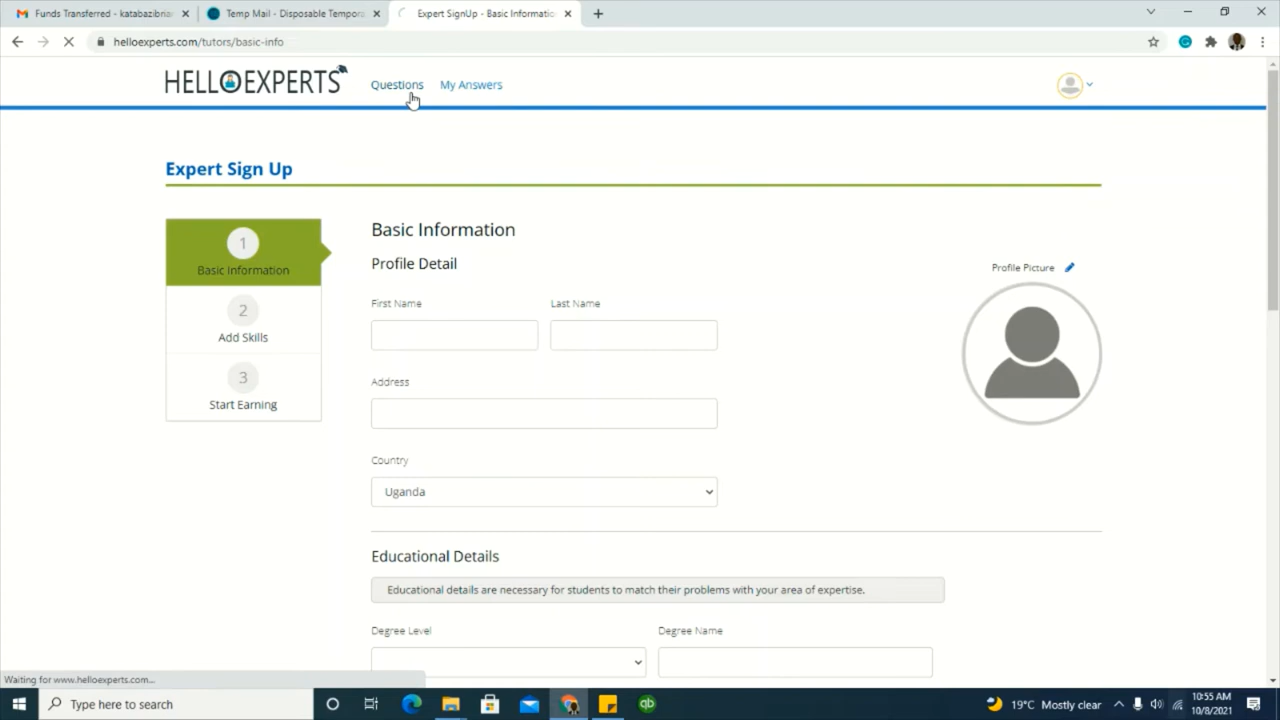 Funds Transferred - katabazibria
Temp Mail - Disposable Tempora
Expert SignUp - Basic Informatio
helloexperts.com/tutors/basic-info
HELLOEXPERTS
Questions
My Answers
Expert Sign Up
1
Basic Information
2
Add Skills
3
Start Earning
Basic Information
Profile Detail
Profile Picture
First Name
Last Name
Address
Country
Uganda
Educational Details
Educational details are necessary for students to match their problems with your area of expertise.
Degree Level
Degree Name
Waiting for www.helloexperts.com...
Type here to search
qb
19°C Mostly clear
10:55 AM
10/8/2021